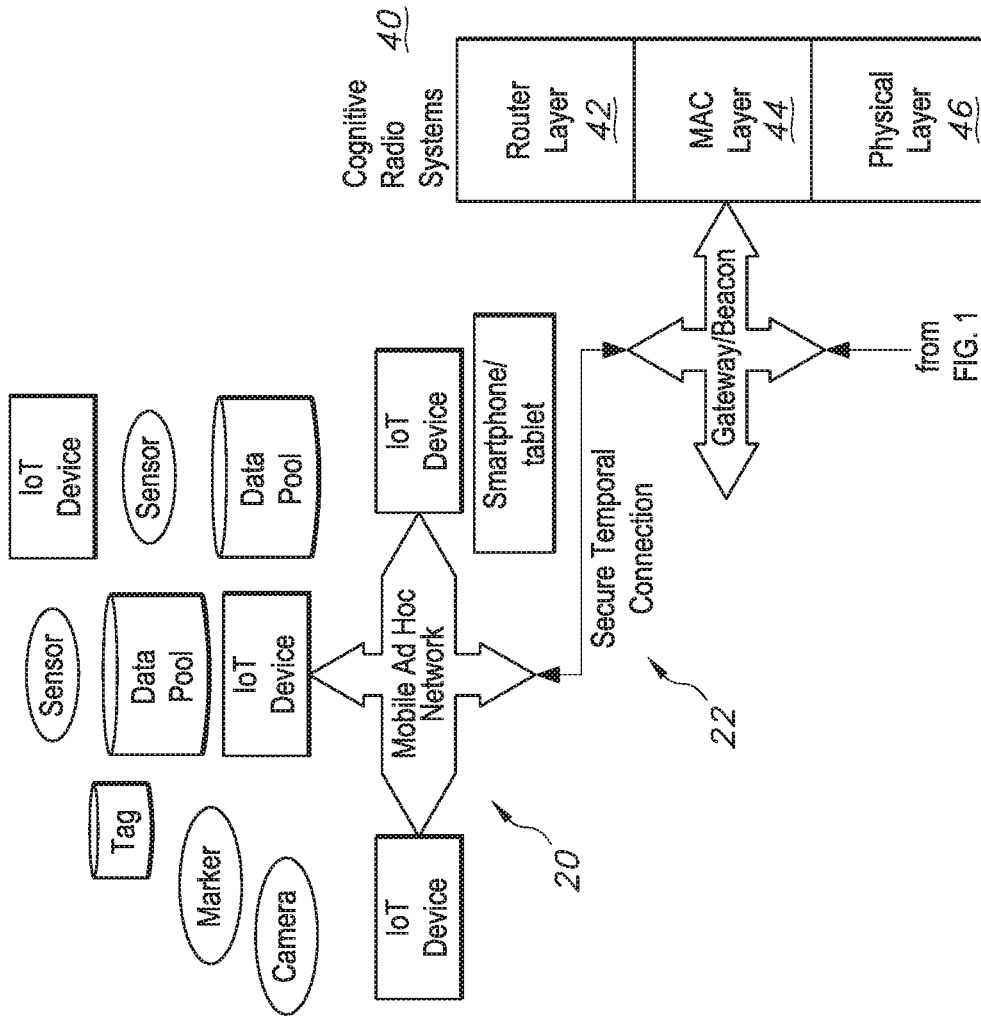 IoT
Device
Sensor
Sensor
Data
Pool
Data
Pool
Tag
Marker
Camera
IoT
Device
IoT
Device
Mobile Ad Hoc
Network
IoT
Device
Smartphone/
tablet
20
22
Secure Temporal
Connection
Gateway/Beacon
from
FIG. 1
Cognitive
Radio
Systems
40
Router
Layer
42
MAC
Layer
44
Physical
Layer
46